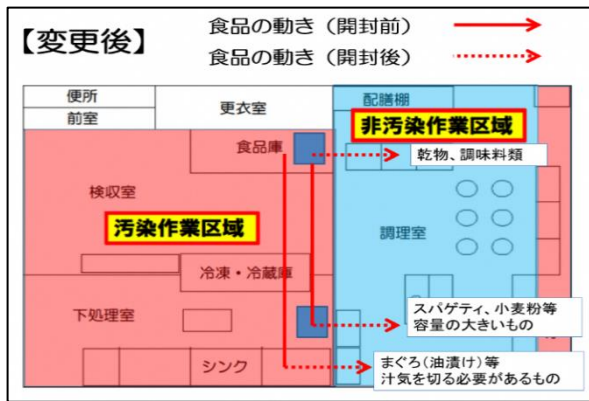 【変更後】
食品の動き（開封前）
食品の動き（開封後）
便所
前室
更衣室
配膳棚
食品庫
非汚染作業区域
乾物、調味料類
検収室
汚染作業区域
調理室
冷凍・冷蔵庫
下処理室
スパゲティ、小麦粉等
容量の大きいもの
シンク
まぐろ(油漬け)等
汁気を切る必要があるもの